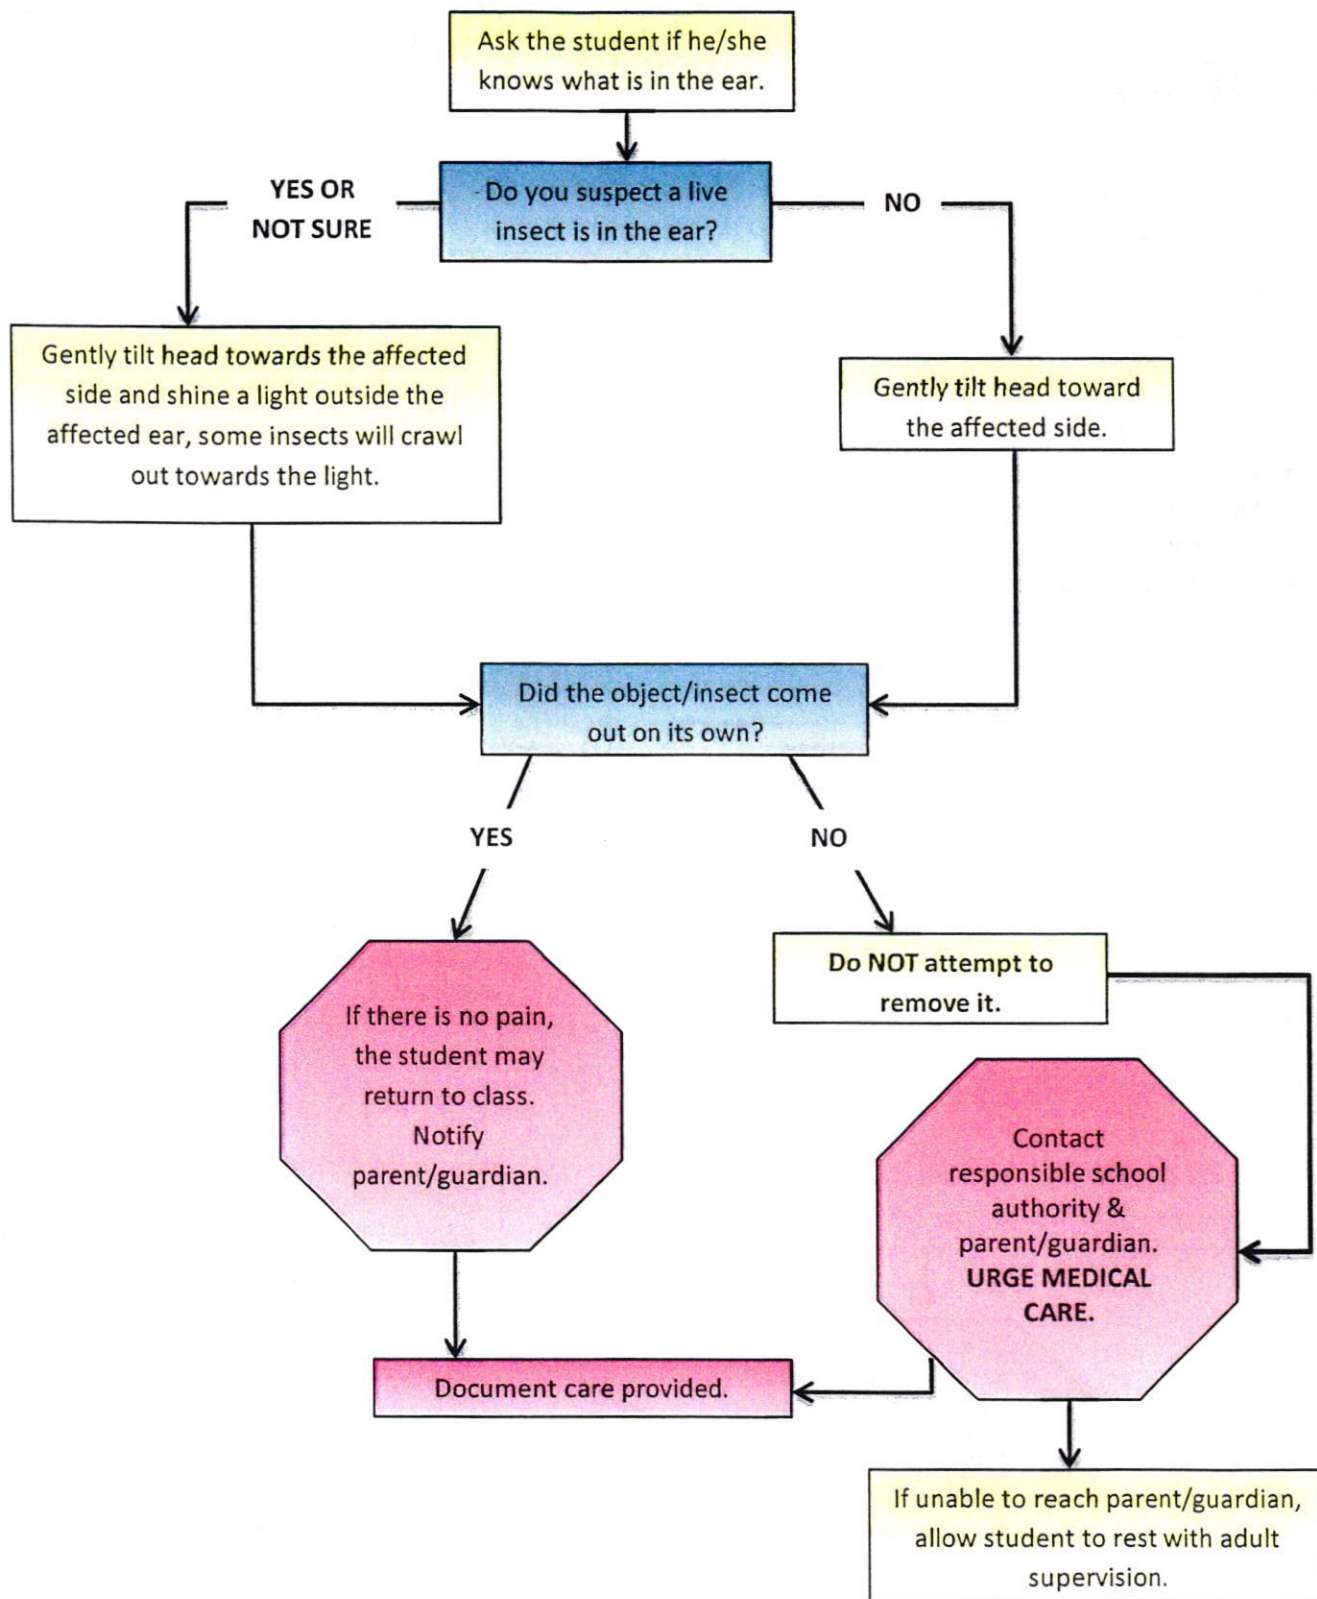 Ask the student if he/she
knows what is in the ear.
Do you suspect a live
insect is in the ear?
YES OR
NOT SURE
NO
Gently tilt head towards the affected
side and shine a light outside the
affected ear, some insects will crawl
out towards the light.
Gently tilt head toward
the affected side.
Did the object/insect come
out on its own?
YES
NO
If there is no pain,
the student may
return to class.
Notify
parent/guardian.
Do NOT attempt to
remove it.
Contact
responsible school
authority &
parent/guardian.
URGE MEDICAL
CARE.
Document care provided.
If unable to reach parent/guardian,
allow student to rest with adult
supervision.